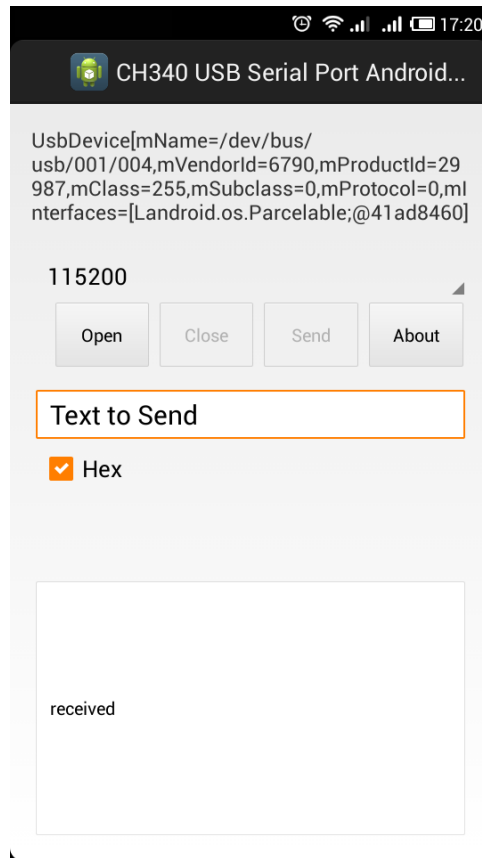 17:20
CH340 USB Serial Port Android...
UsbDevice[mName=/dev/bus/
usb/001/004,mVendorId=6790,mProductId=29
987,mClass=255,mSubclass=0,mProtocol=0,mI
nterfaces=[Landroid.os.Parcelable;@41ad8460]
115200
Open Close Send About
Text to Send
Hex
received